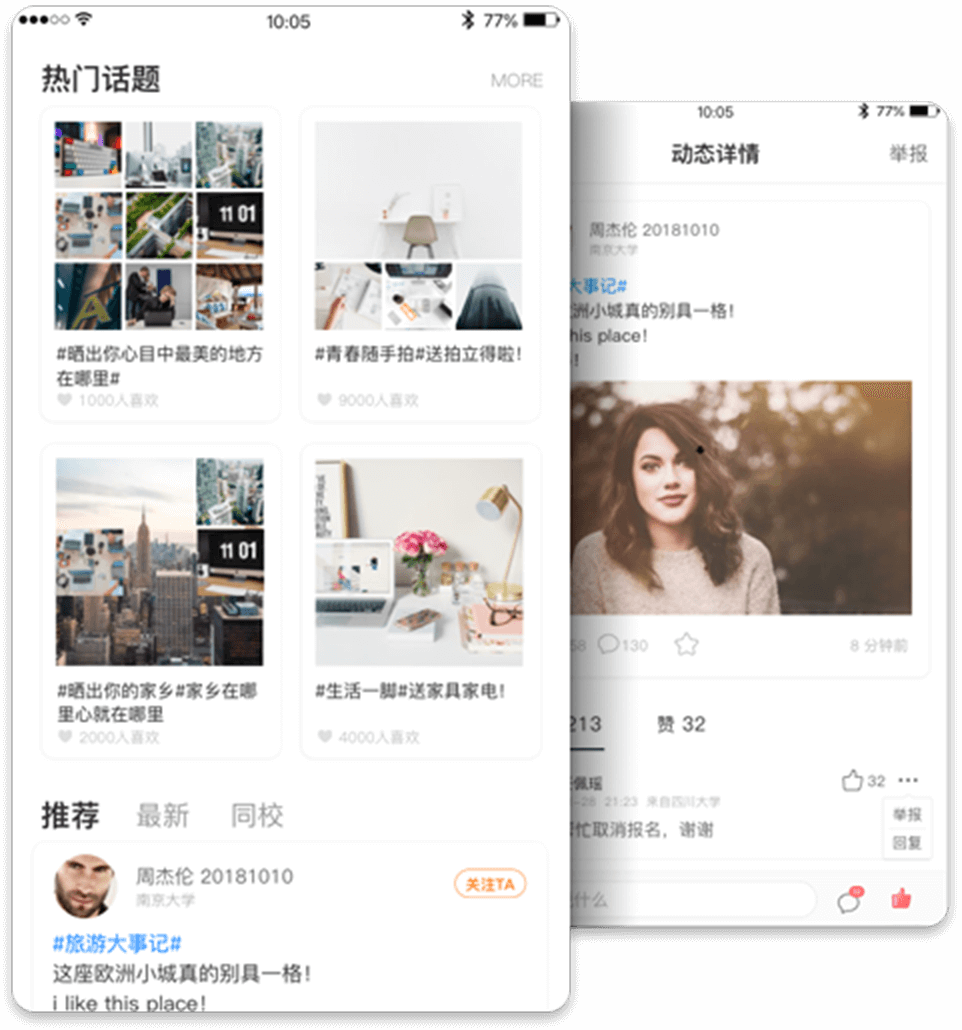 10:05
77%
热门话题
MORE
11 01
#晒出你心目中最美的地方
在哪里#
1000人喜欢
#青春随手拍#送拍立得啦!
9000人喜欢
11 01
#晒出你的家乡#家乡在哪
里心就在哪里
2000人喜欢
#生活一脚#送家具家电!
4000人喜欢
推荐 最新 同校
周杰伦 20181010
南京大学
关注TA
#旅游大事记#
这座欧洲小城真的别具一格!
i like this place!
10:05
77%
动态详情
举报
周杰伦 20181010
南京大学
大事记#
洲小城真的别具一格!
his place!
!
58 130
8 分钟前
213 赞 32
佩瑶
32
-28 21:23 来自四川大学
忙取消报名，谢谢
举报
回复
什么